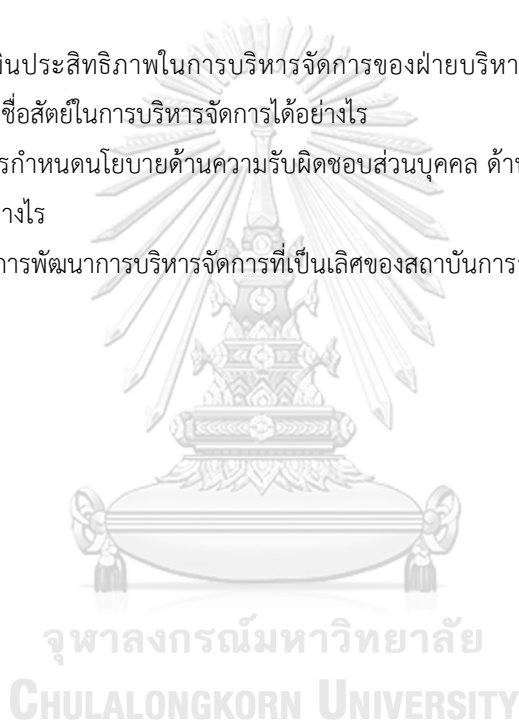 มินประสิทธิภาพในการบริหารจัดการของฝ่ายบริหา
ซื่อสัตย์ในการบริหารจัดการได้อย่างไร
รกำหนดนโยบายด้านความรับผิดชอบส่วนบุคคล ด้าน
างไร
การพัฒนาการบริหารจัดการที่เป็นเลิศของสถาบันการ
จุฬาลงกรณ์มหาวิทยาลัย
CHULALONGKORN UNIVERSITY